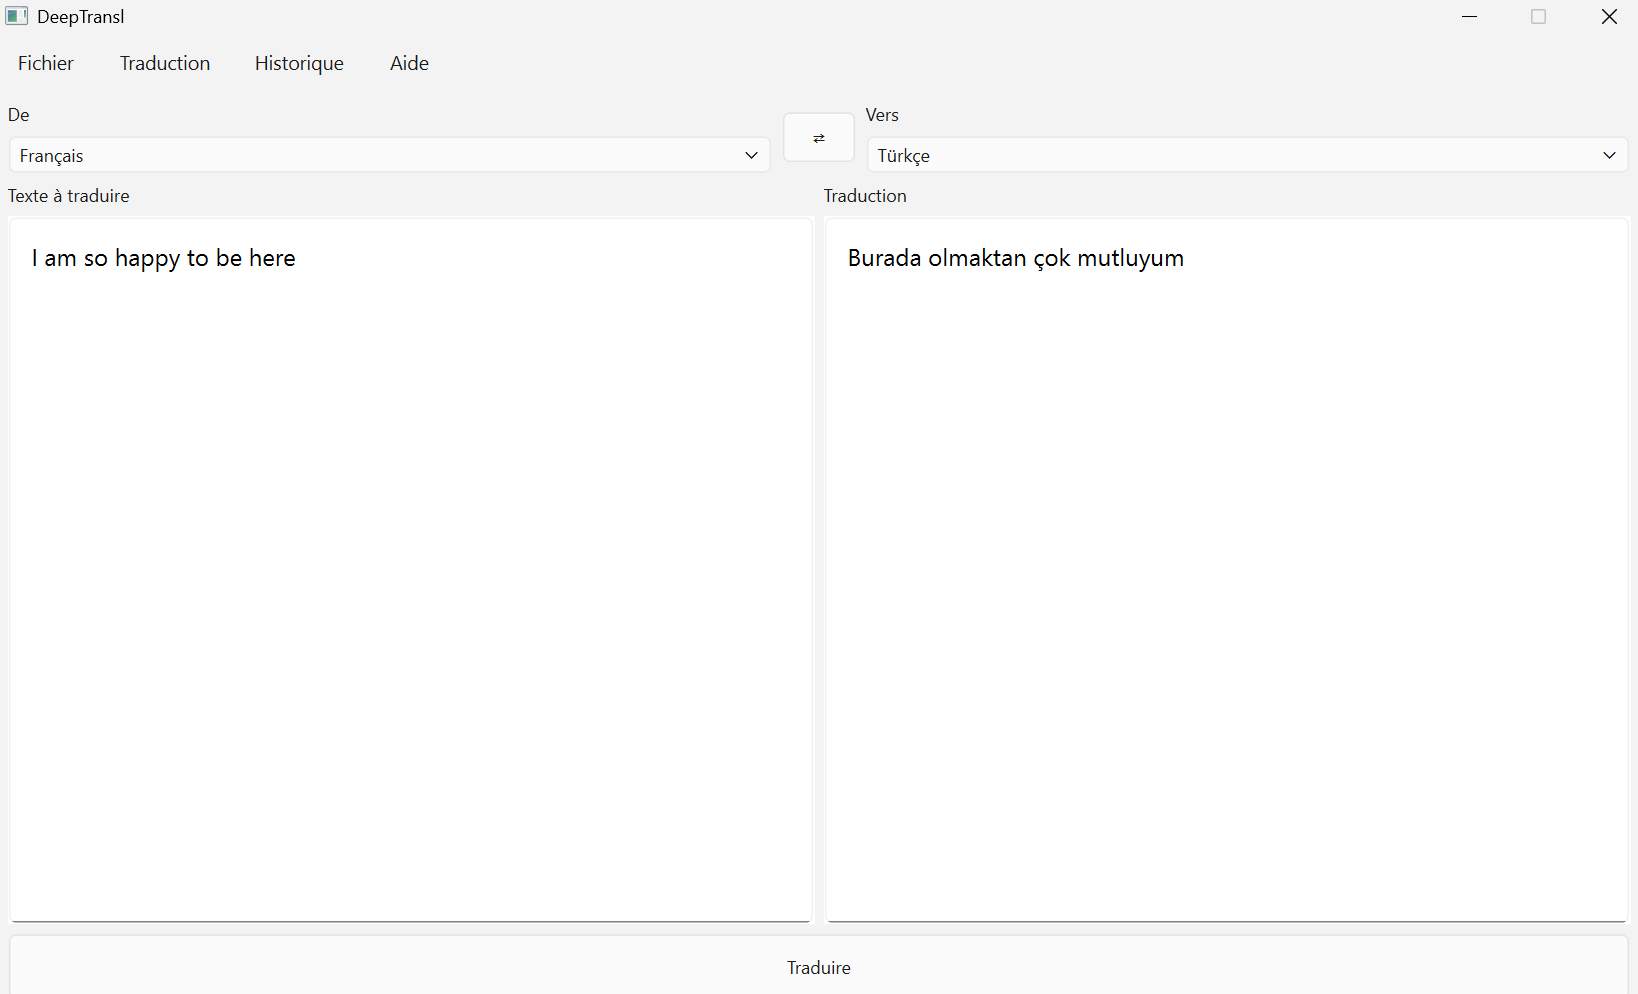 DeepTransl
Fichier Traduction Historique Aide
De
⇄
Vers
Français
Türkçe
Texte à traduire
Traduction
I am so happy to be here
Burada olmaktan çok mutluyum
Traduire